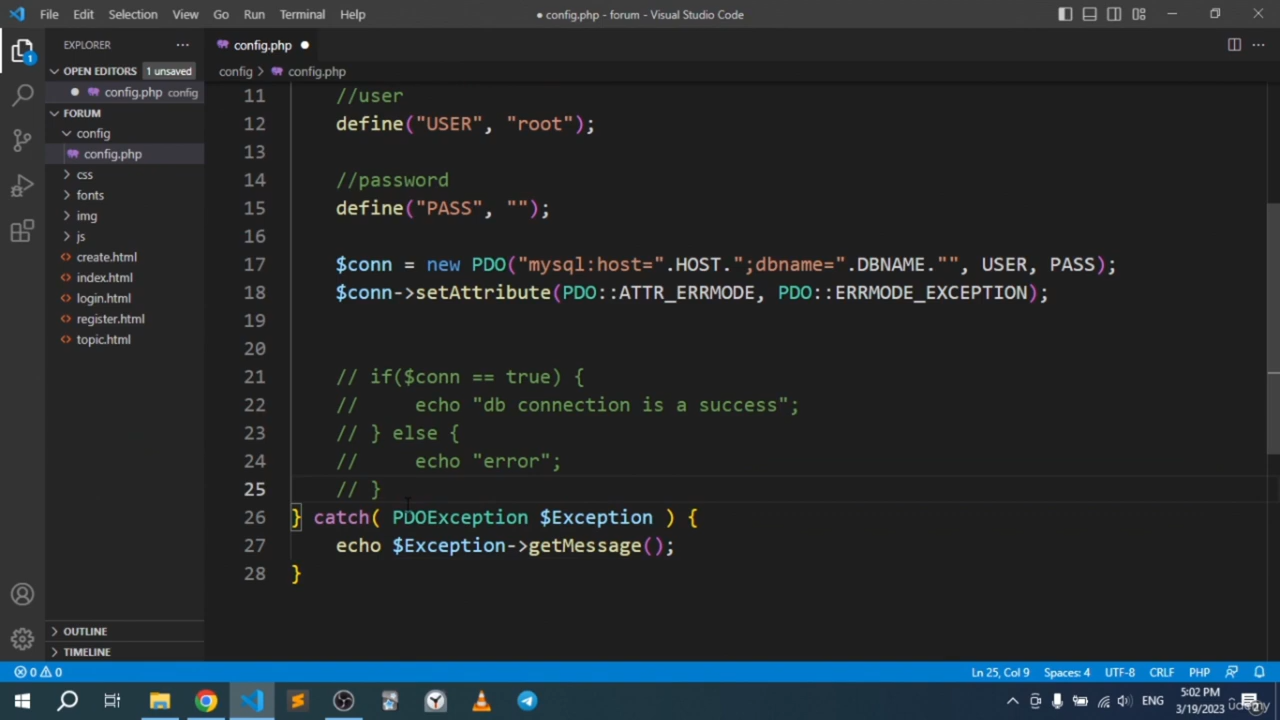 File Edit Selection View Go Run Terminal Help
● config.php - forum - Visual Studio Code
EXPLORER
config.php
OPEN EDITORS 1 unsaved
config > config.php
config.php config
FORUM
config
config.php
css
fonts
img
js
create.html
index.html
login.html
register.html
topic.html
OUTLINE
TIMELINE
11 //user
12 define("USER", "root");
13
14 //password
15 define("PASS", "");
16
17 $conn = new PDO("mysql:host=".HOST.";dbname=".DBNAME."", USER, PASS);
18 $conn->setAttribute(PDO::ATTR_ERRMODE, PDO::ERRMODE_EXCEPTION);
19
20
21 // if($conn == true) {
22 //     echo "db connection is a success";
23 // } else {
24 //     echo "error";
25 // }
26 } catch( PDOException $Exception ) {
27 echo $Exception->getMessage();
28 }
0 0
Ln 25, Col 9 Spaces: 4 UTF-8 CRLF PHP
1
ENG
5:02 PM
3/19/2023
2
udemy